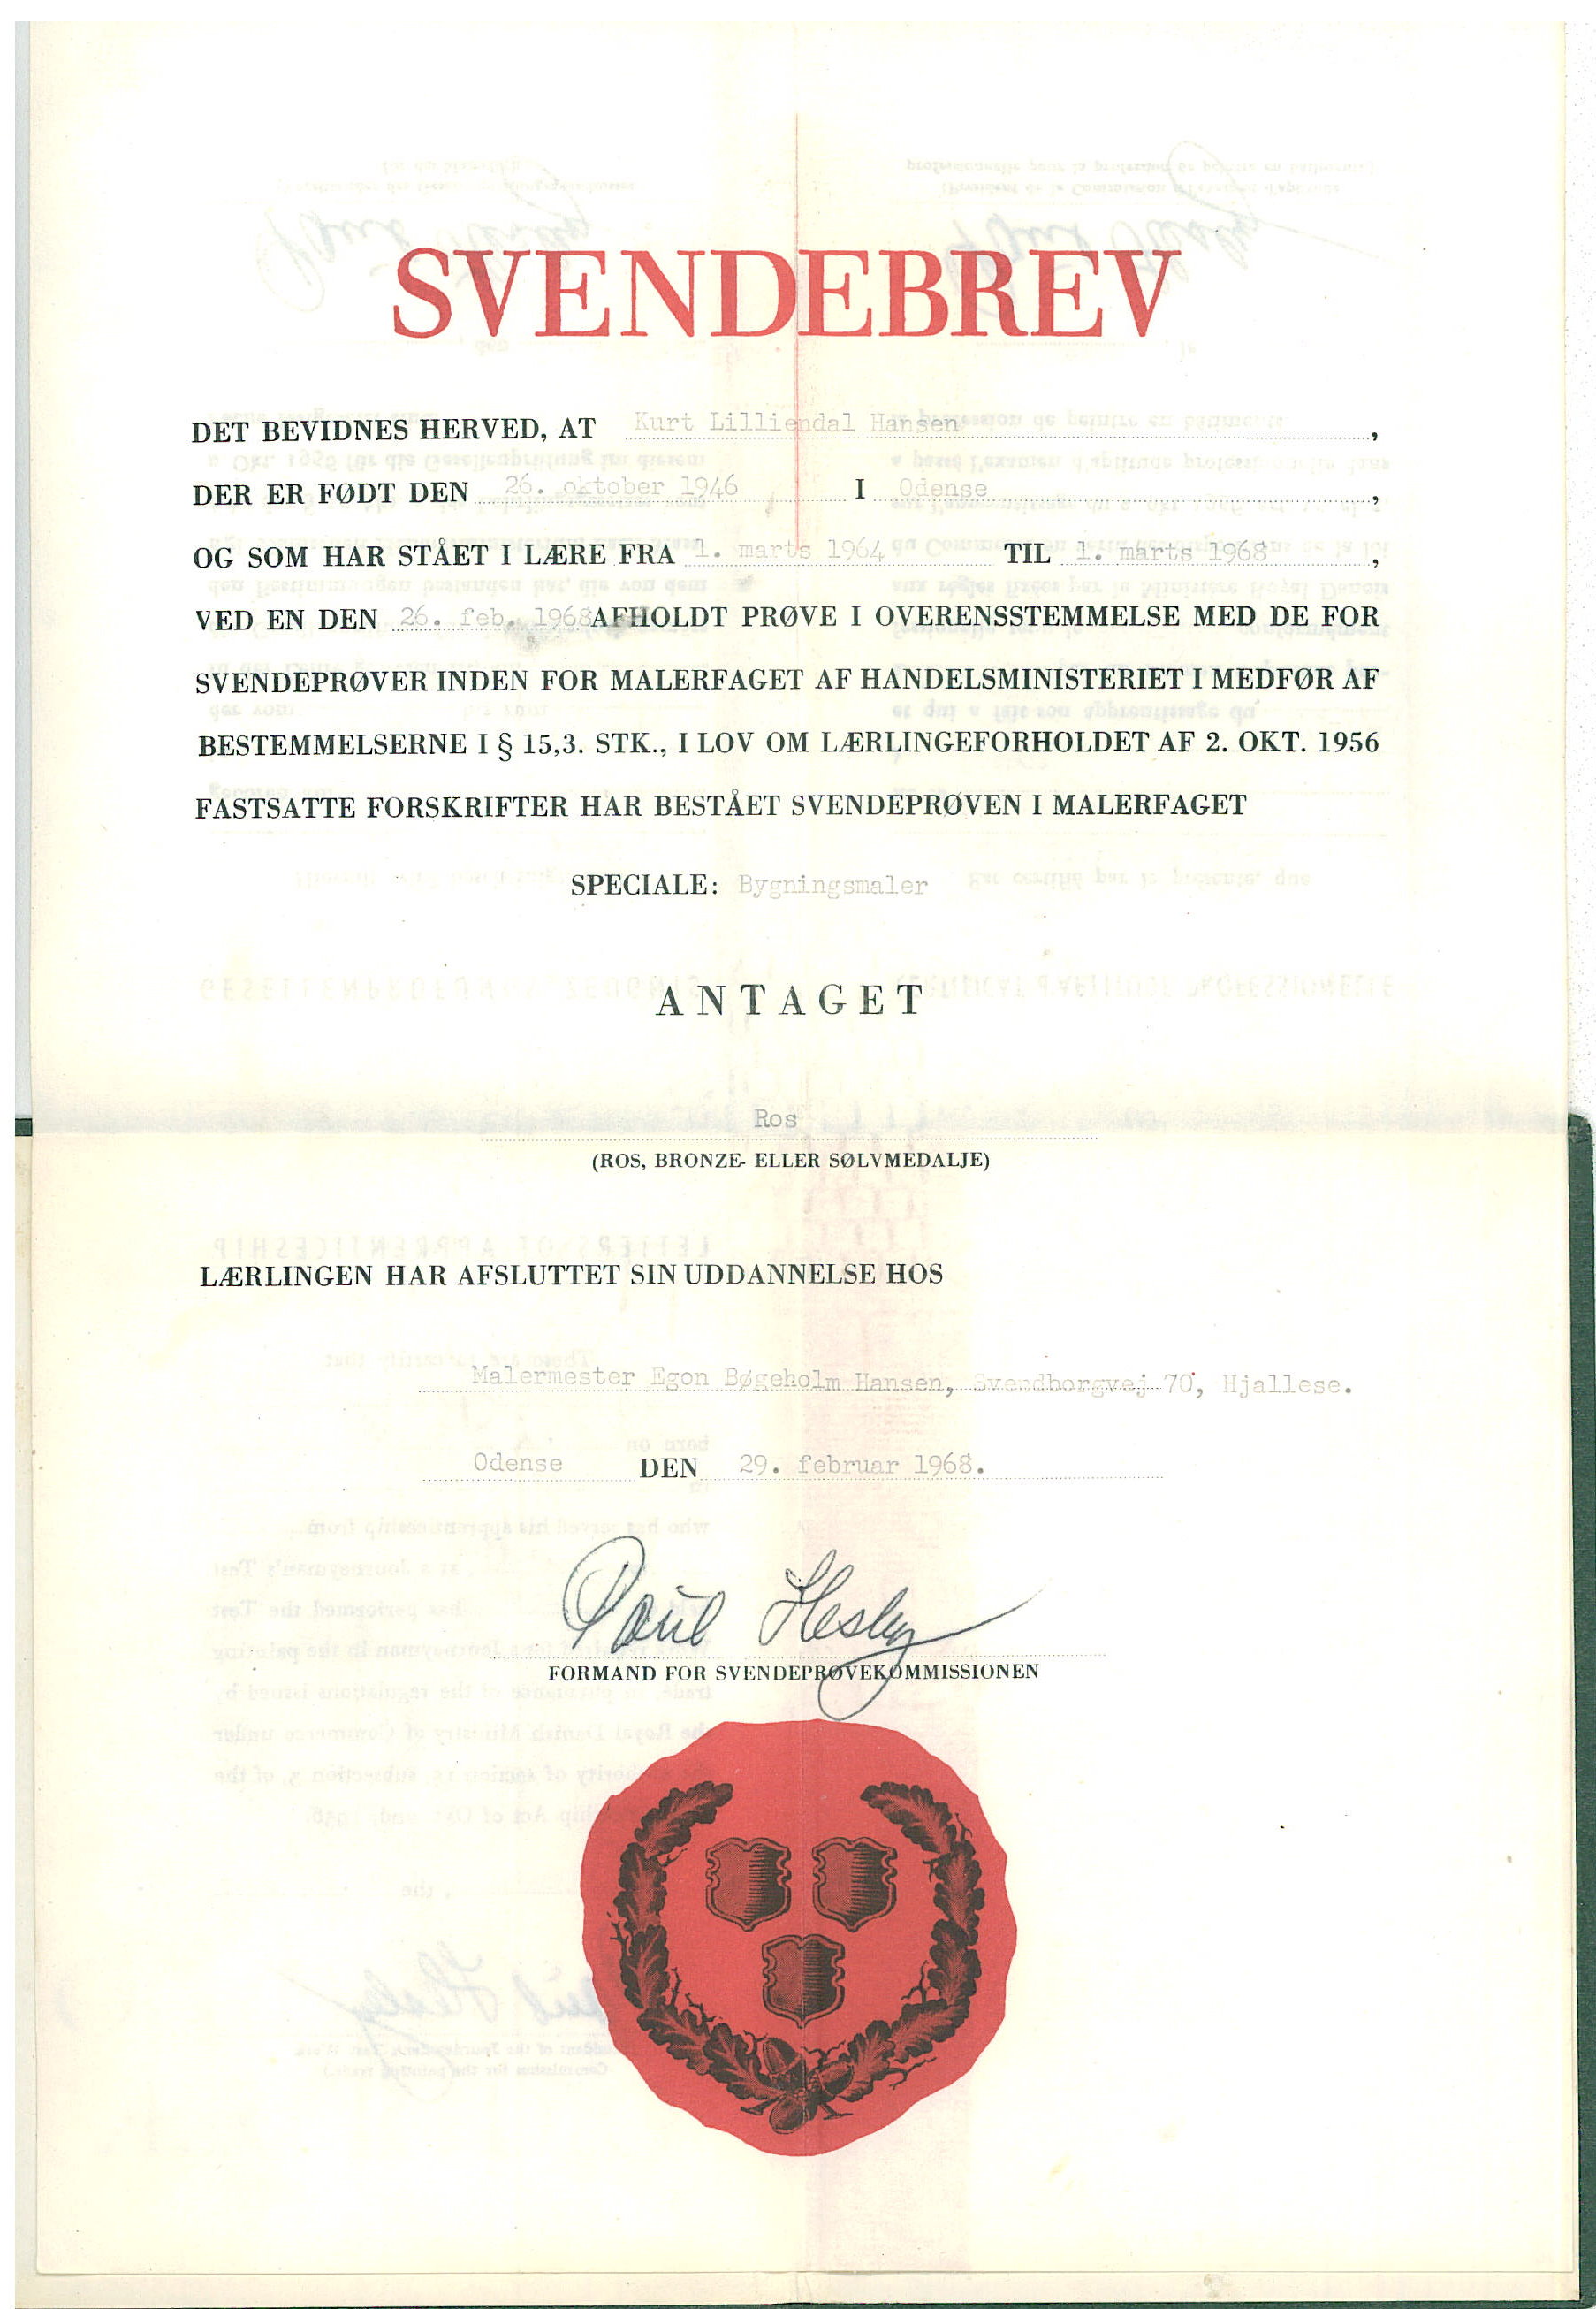 SVENDEBREV
DET BEVIDNES HERVED, AT Kurt Lilliendal Hansen,
DER ER FØDT DEN 26. oktober 1946 I Odense,
OG SOM HAR STÅET I LÆRE FRA 1. marts 1964 TIL 1. marts 1968,
VED EN DEN 26. feb. 1968 AFHOLDT PRØVE I OVERENSSTEMMELSE MED DE FOR
SVENDEPRØVER INDEN FOR MALERFAGET AF HANDELSMINISTERIET I MEDFØR AF
BESTEMMELSERNE I § 15,3. STK., I LOV OM LÆRLINGEFORHOLDET AF 2. OKT. 1956
FASTSATTE FORSKRIFTER HAR BESTÅET SVENDEPRØVEN I MALERFAGET
SPECIALE: Bygningsmaler
ANTAGET
Ros
(ROS, BRONZE- ELLER SØLVMEDALJE)
LÆRLINGEN HAR AFSLUTTET SIN UDDANNELSE HOS
Malermester Egon Bøgeholm Hansen, Svendborgvej 70, Hjallese.
Odense DEN 29. februar 1968.
FORMAND FOR SVENDEPRØVEKOMMISSIONEN